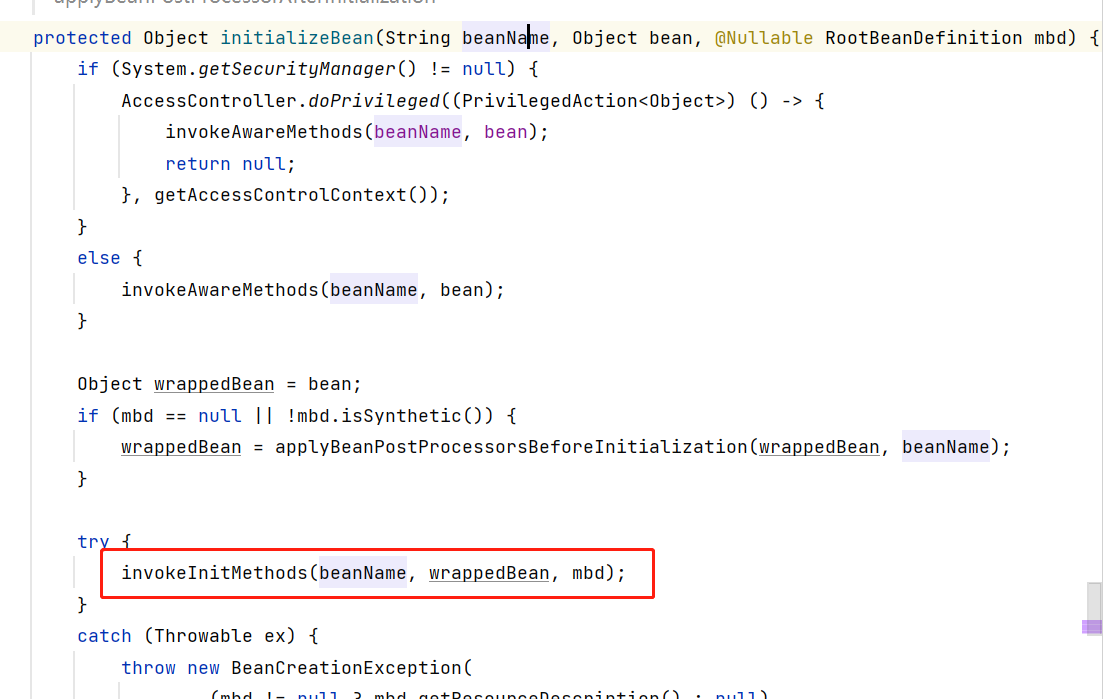 applyBeanPostProcessorAfterInitialization
protected Object initializeBean(String beanName, Object bean, @Nullable RootBeanDefinition mbd) {
    if (System.getSecurityManager() != null) {
        AccessController.doPrivileged((PrivilegedAction<Object>) () -> {
            invokeAwareMethods(beanName, bean);
            return null;
        }, getAccessControlContext());
    }
    else {
        invokeAwareMethods(beanName, bean);
    }

    Object wrappedBean = bean;
    if (mbd == null || !mbd.isSynthetic()) {
        wrappedBean = applyBeanPostProcessorsBeforeInitialization(wrappedBean, beanName);
    }

    try {
        invokeInitMethods(beanName, wrappedBean, mbd);
    }
    catch (Throwable ex) {
        throw new BeanCreationException(
                (mbd != null ? mbd.getResourceDescription() : null)